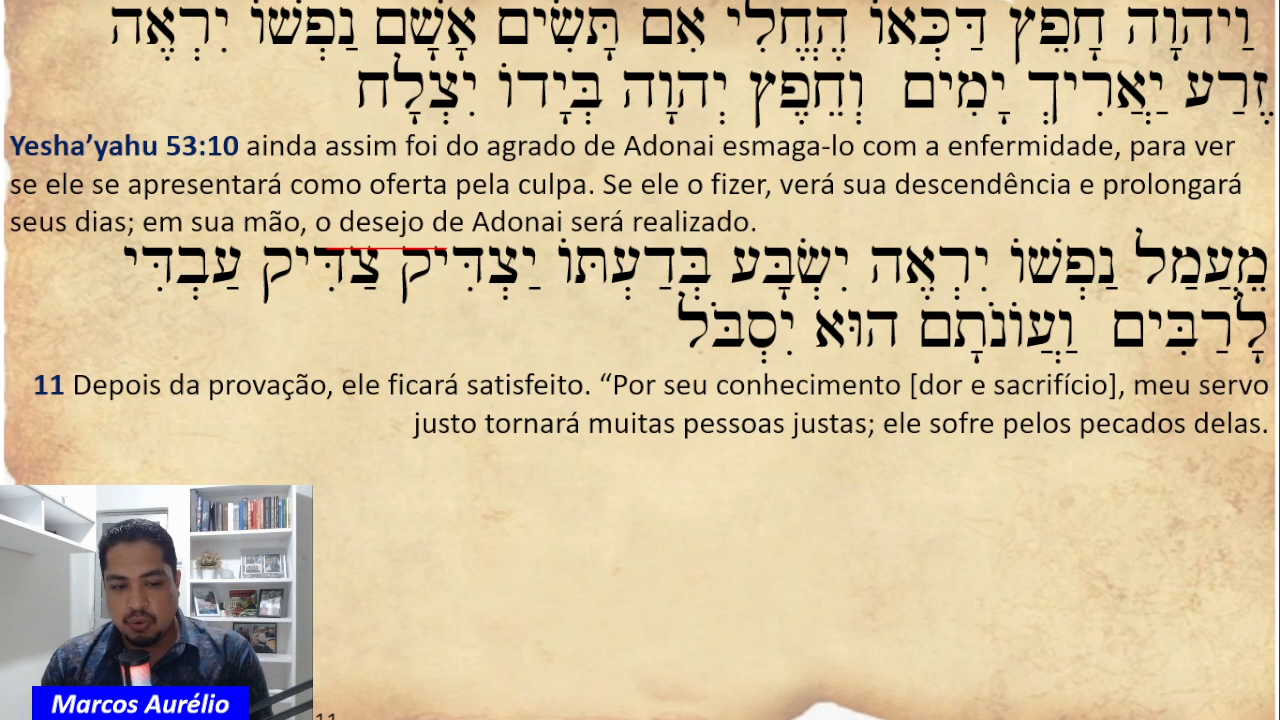 וַיהוָה חָפֵץ דַּכְּאוֹ הֶחֱלִי אִם תָּשִׂים אָשָׁם נַפְשׁוֹ יִרְאֶה
זֶרַע יַאֲרִיךְ יָמִים וְחֵפֶץ יְהוָה בְּיָדוֹ יִצְלָח
Yesha’yahu 53:10 ainda assim foi do agrado de Adonai esmaga-lo com a enfermidade, para ver
se ele se apresentará como oferta pela culpa. Se ele o fizer, verá sua descendência e prolongará
seus dias; em sua mão, o desejo de Adonai será realizado.
מֵעֲמַל נַפְשׁוֹ יִרְאֶה יִשְׂבָּע בְּדַעְתּוֹ יַצְדִּיק צַדִּיק עַבְדִּי
לָרַבִּים וַעֲוֺנֹתָם הוּא יִסְבֹּל
11 Depois da provação, ele ficará satisfeito. “Por seu conhecimento [dor e sacrifício], meu servo
justo tornará muitas pessoas justas; ele sofre pelos pecados delas.
Marcos Aurélio
11